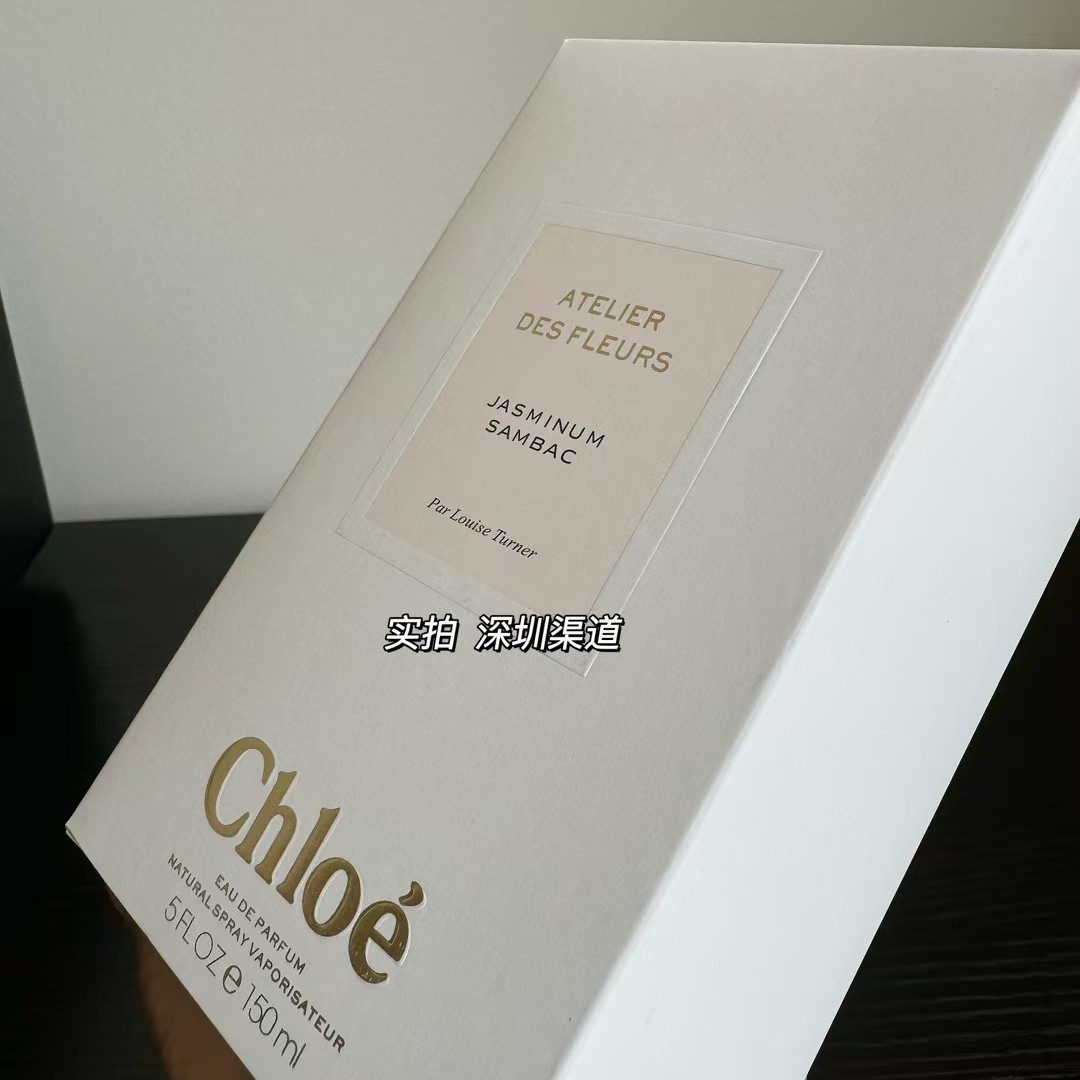 ATELIER
DES FLEURS
JASMINUM
SAMBAC
Par Louise Turner
实拍 深圳渠道
Chloé
EAU DE PARFUM
NATURAL SPRAY VAPORISATEUR
5 FL OZ e 150 ml